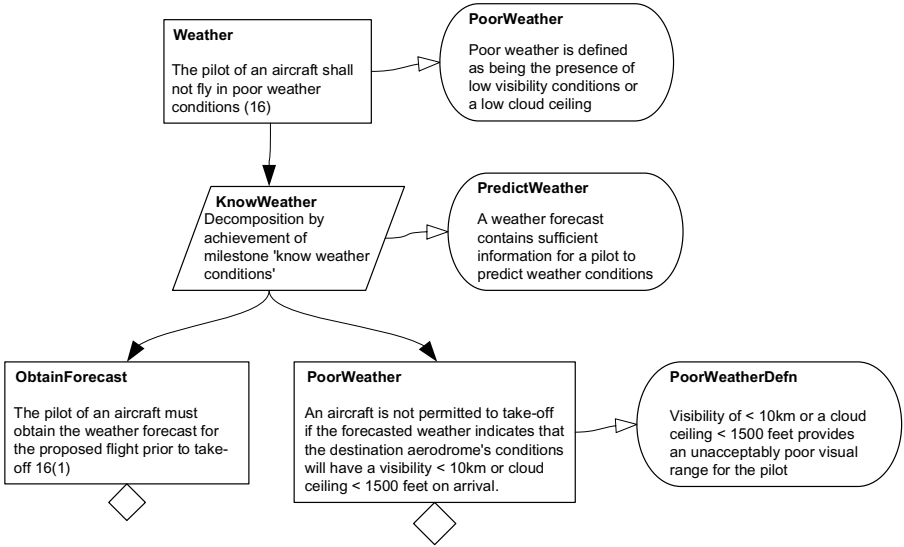 Weather
The pilot of an aircraft shall
not fly in poor weather
conditions (16)
PoorWeather
Poor weather is defined
as being the presence of
low visibility conditions or
a low cloud ceiling
KnowWeather
Decomposition by
achievement of
milestone 'know weather
conditions'
PredictWeather
A weather forecast
contains sufficient
information for a pilot to
predict weather conditions
ObtainForecast
The pilot of an aircraft must
obtain the weather forecast for
the proposed flight prior to take-
off 16(1)
PoorWeather
An aircraft is not permitted to take-off
if the forecasted weather indicates that
the destination aerodrome's conditions
will have a visibility < 10km or cloud
ceiling < 1500 feet on arrival.
PoorWeatherDefn
Visibility of < 10km or a cloud
ceiling < 1500 feet provides
an unacceptably poor visual
range for the pilot